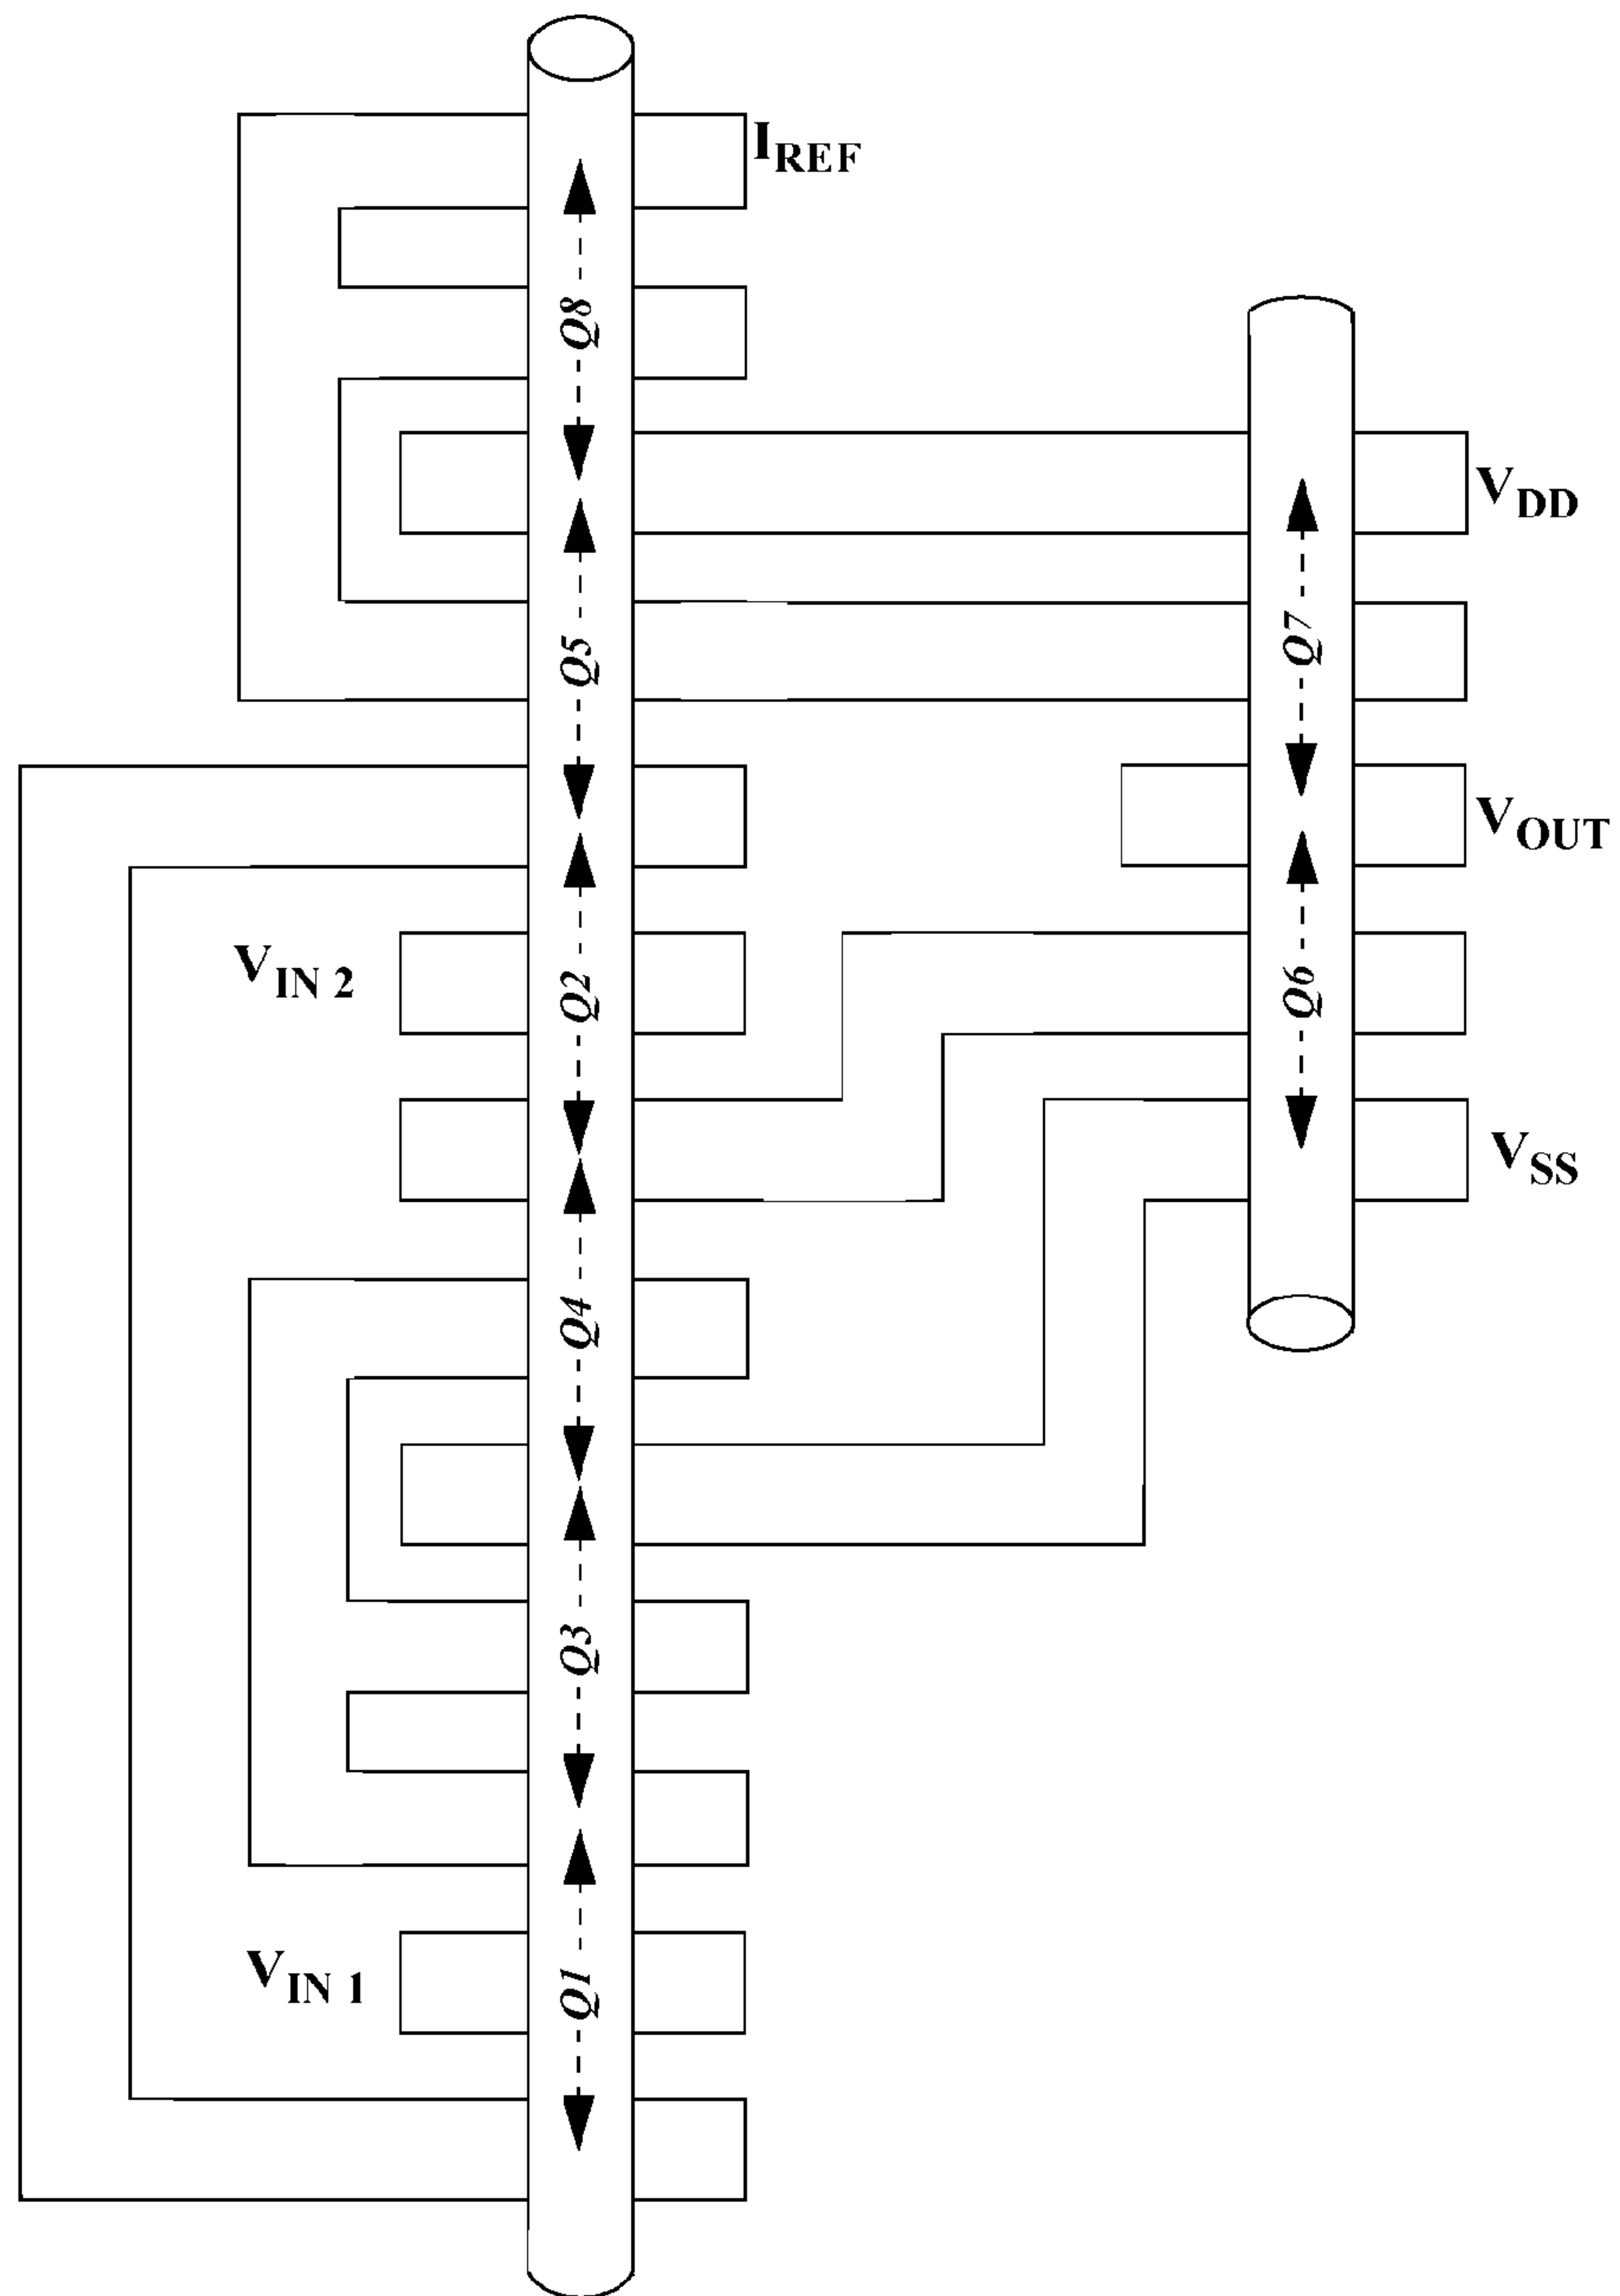 I_REF
Q8
V_DD
Q5
Q7
V_OUT
V_IN 2
Q2
Q6
V_SS
Q4
Q3
V_IN 1
Q1